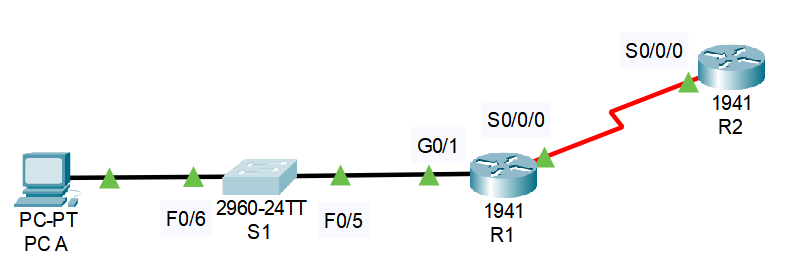 PC-PT
PC A
F0/6
2960-24TT
S1
F0/5
G0/1
1941
R1
S0/0/0
S0/0/0
1941
R2